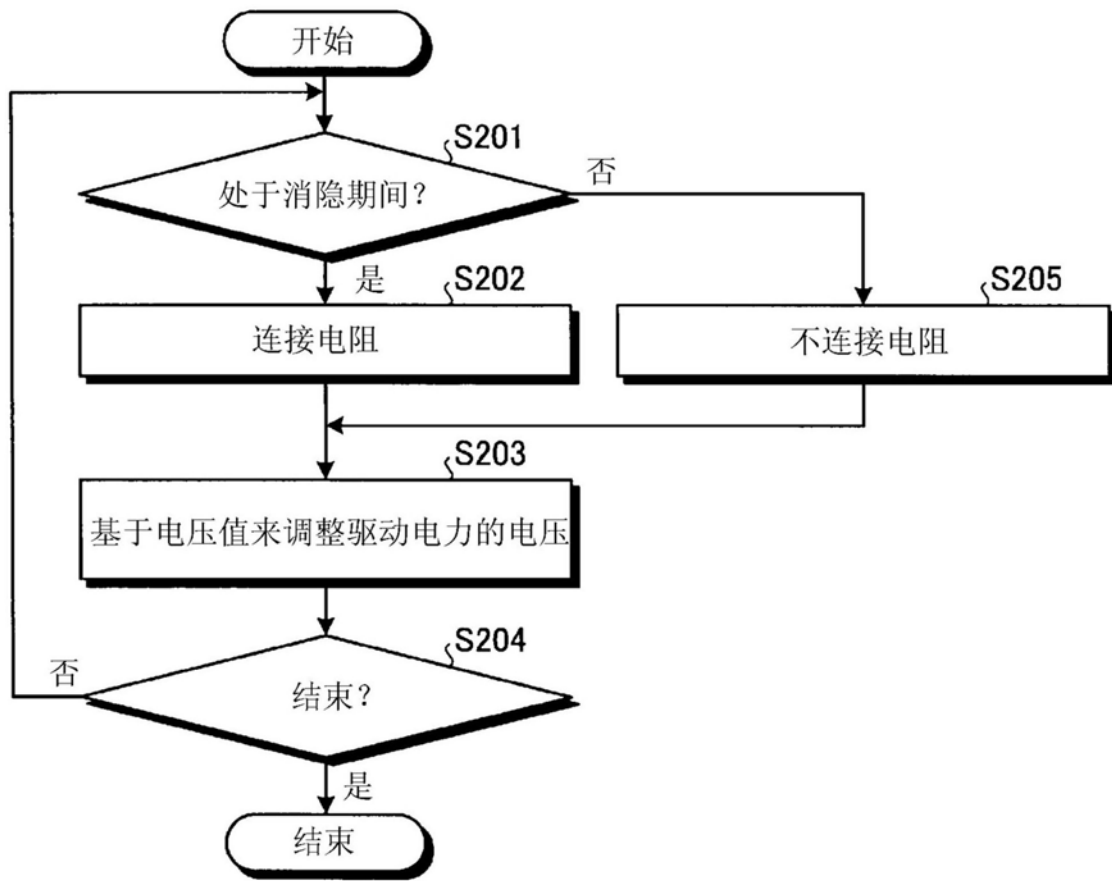 开始
S201
处于消隐期间？
否
是
S202
连接电阻
S205
不连接电阻
S203
基于电压值来调整驱动电力的电压
S204
结束？
否
是
结束